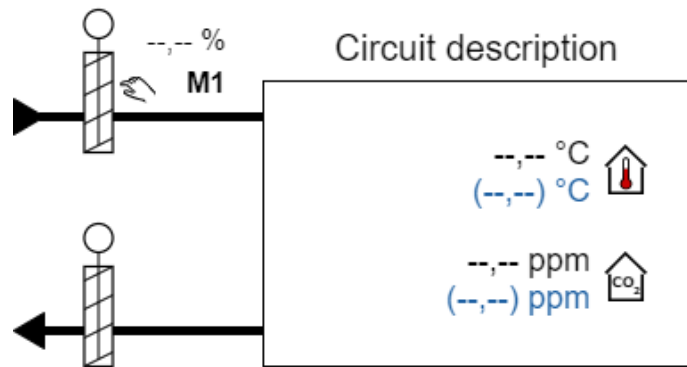 --,-- %
Circuit description
M1
--,-- °C
(--,--) °C
--,-- ppm
(--,--) ppm
CO₂